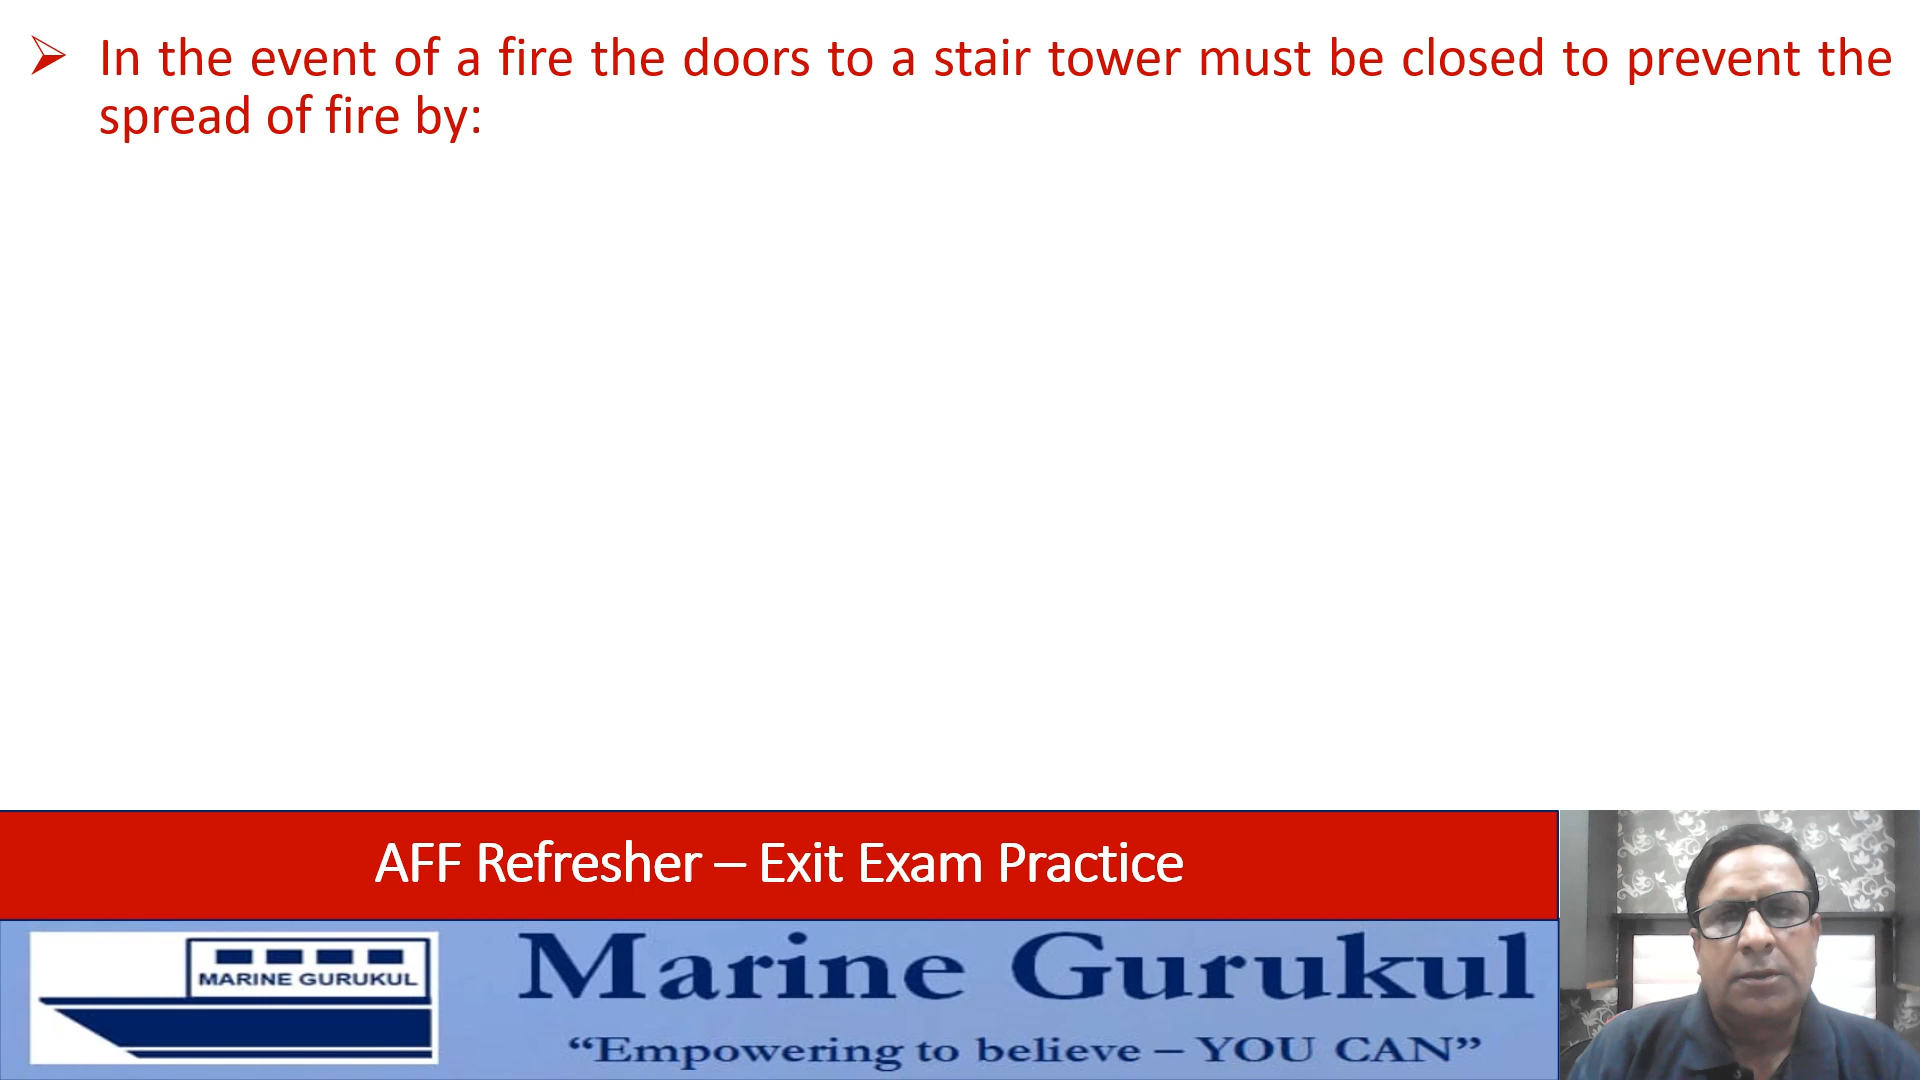 In the event of a fire the doors to a stair tower must be closed to prevent the
spread of fire by:
AFF Refresher – Exit Exam Practice
MARINE GURUKUL
Marine Gurukul
“Empowering to believe – YOU CAN”